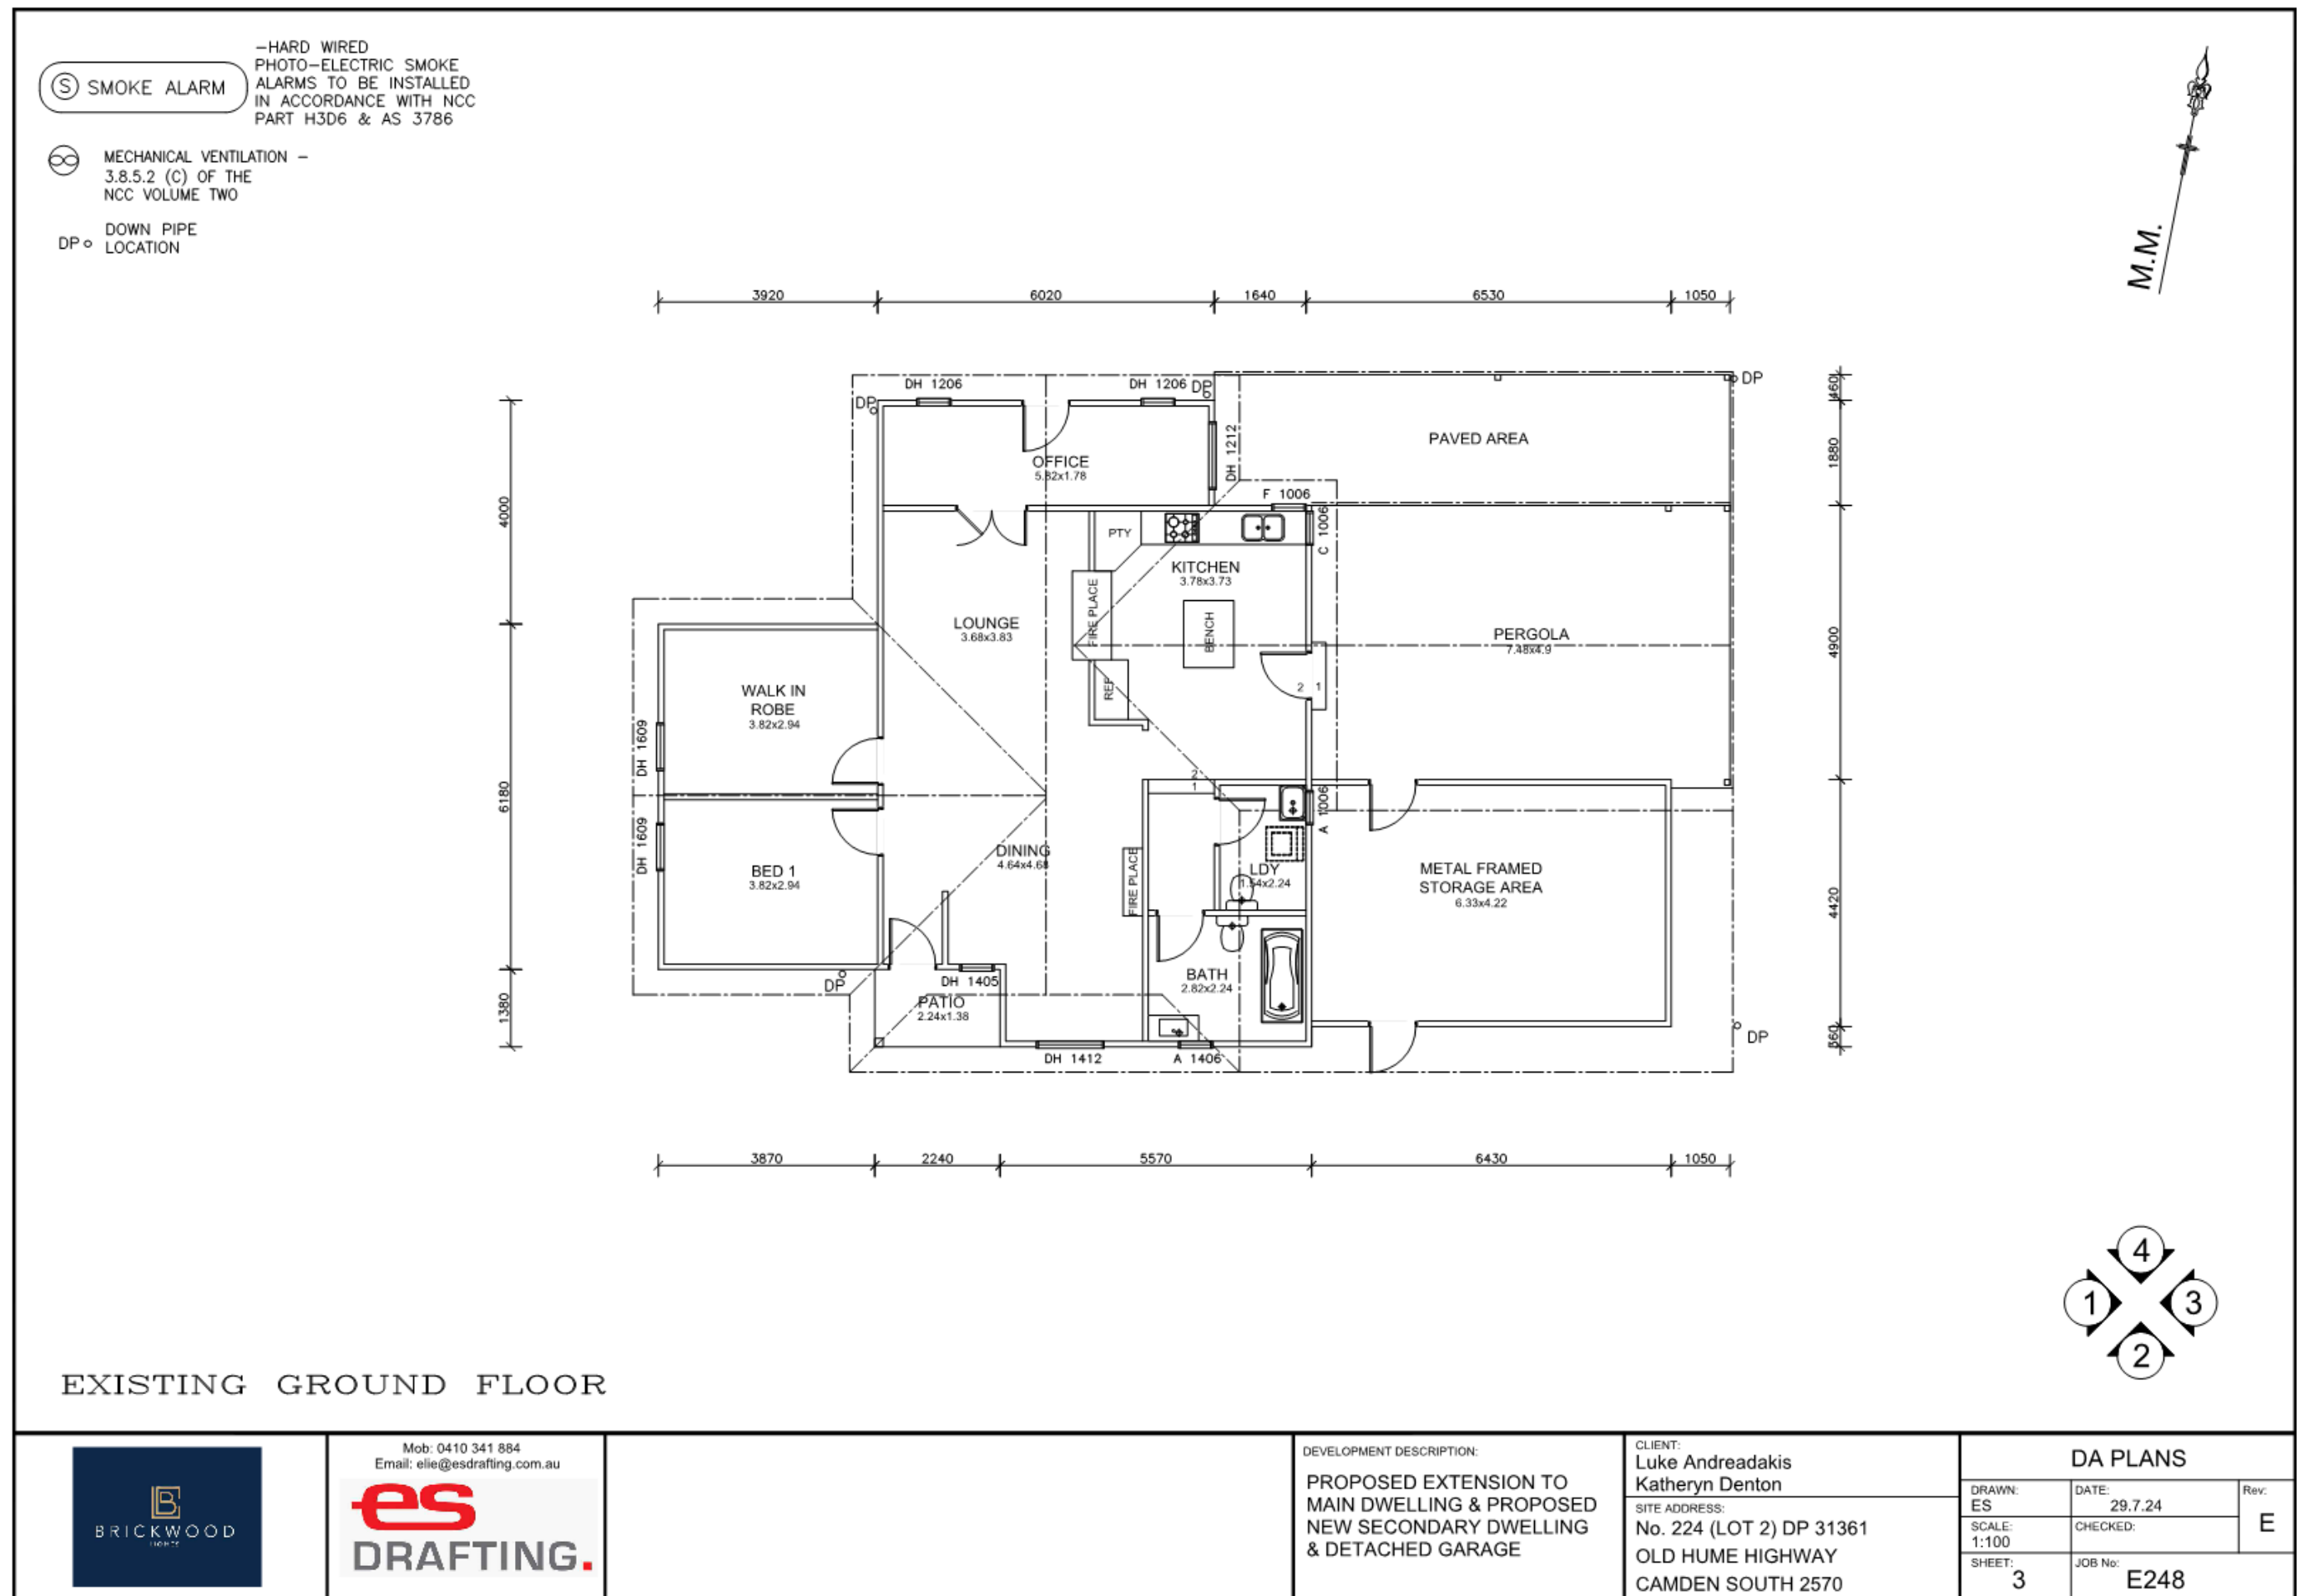 Ⓢ SMOKE ALARM
-HARD WIRED
PHOTO-ELECTRIC SMOKE
ALARMS TO BE INSTALLED
IN ACCORDANCE WITH NCC
PART H3D6 & AS 3786
MECHANICAL VENTILATION -
3.8.5.2 (C) OF THE
NCC VOLUME TWO
DP
DOWN PIPE
LOCATION
M.M.
3920
6020
1640
6530
1050
DH 1206
DH 1206
DP
DP
DP
460
DH 1212
PAVED AREA
1880
OFFICE
5.82x1.78
F 1006
4000
C 1006
PTY
KITCHEN
3.78x3.73
FIRE PLACE
LOUNGE
3.68x3.83
BENCH
PERGOLA
7.48x4.9
4900
REF
2 1
WALK IN
ROBE
3.82x2.94
DH 1609
6180
2
1
A 1006
DH 1609
DINING
4.64x4.68
BED 1
3.82x2.94
FIRE PLACE
LDY
1.54x2.24
METAL FRAMED
STORAGE AREA
6.33x4.22
4420
DP
DH 1405
BATH
2.82x2.24
1380
PATIO
2.24x1.38
360
DP
DH 1412
A 1406
3870
2240
5570
6430
1050
4
1
3
2
EXISTING GROUND FLOOR
BRICKWOOD
HOMES
Mob: 0410 341 884
Email: elie@esdrafting.com.au
es
DRAFTING.
DEVELOPMENT DESCRIPTION:
PROPOSED EXTENSION TO
MAIN DWELLING & PROPOSED
NEW SECONDARY DWELLING
& DETACHED GARAGE
CLIENT:
Luke Andreadakis
Katheryn Denton
SITE ADDRESS:
No. 224 (LOT 2) DP 31361
OLD HUME HIGHWAY
CAMDEN SOUTH 2570
DA PLANS
DRAWN:
ES
DATE:
29.7.24
Rev:
E
SCALE:
1:100
CHECKED:
SHEET:
3
JOB No:
E248